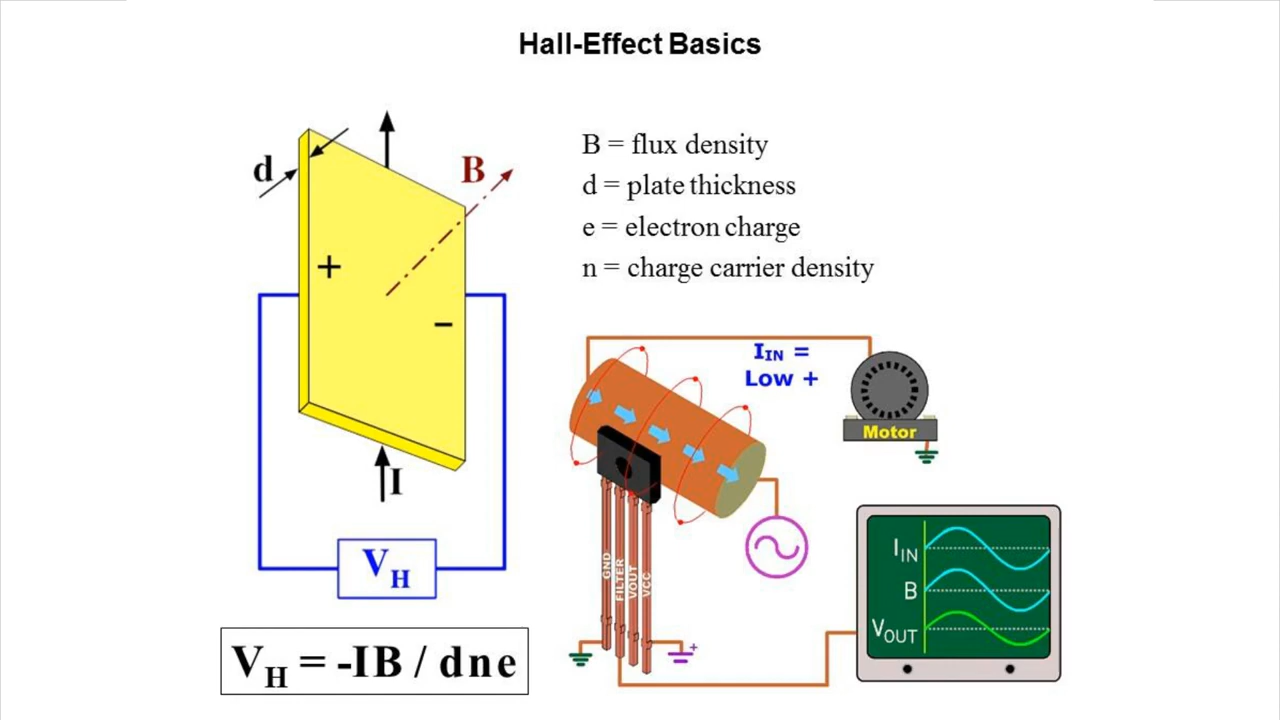 Hall-Effect Basics
d
B
+
−
I
V_H
V_H = -IB / dne
B = flux density
d = plate thickness
e = electron charge
n = charge carrier density
I_IN =
Low +
Motor
GND
FILTER
VOUT
VCC
+
I_IN
B
V_OUT